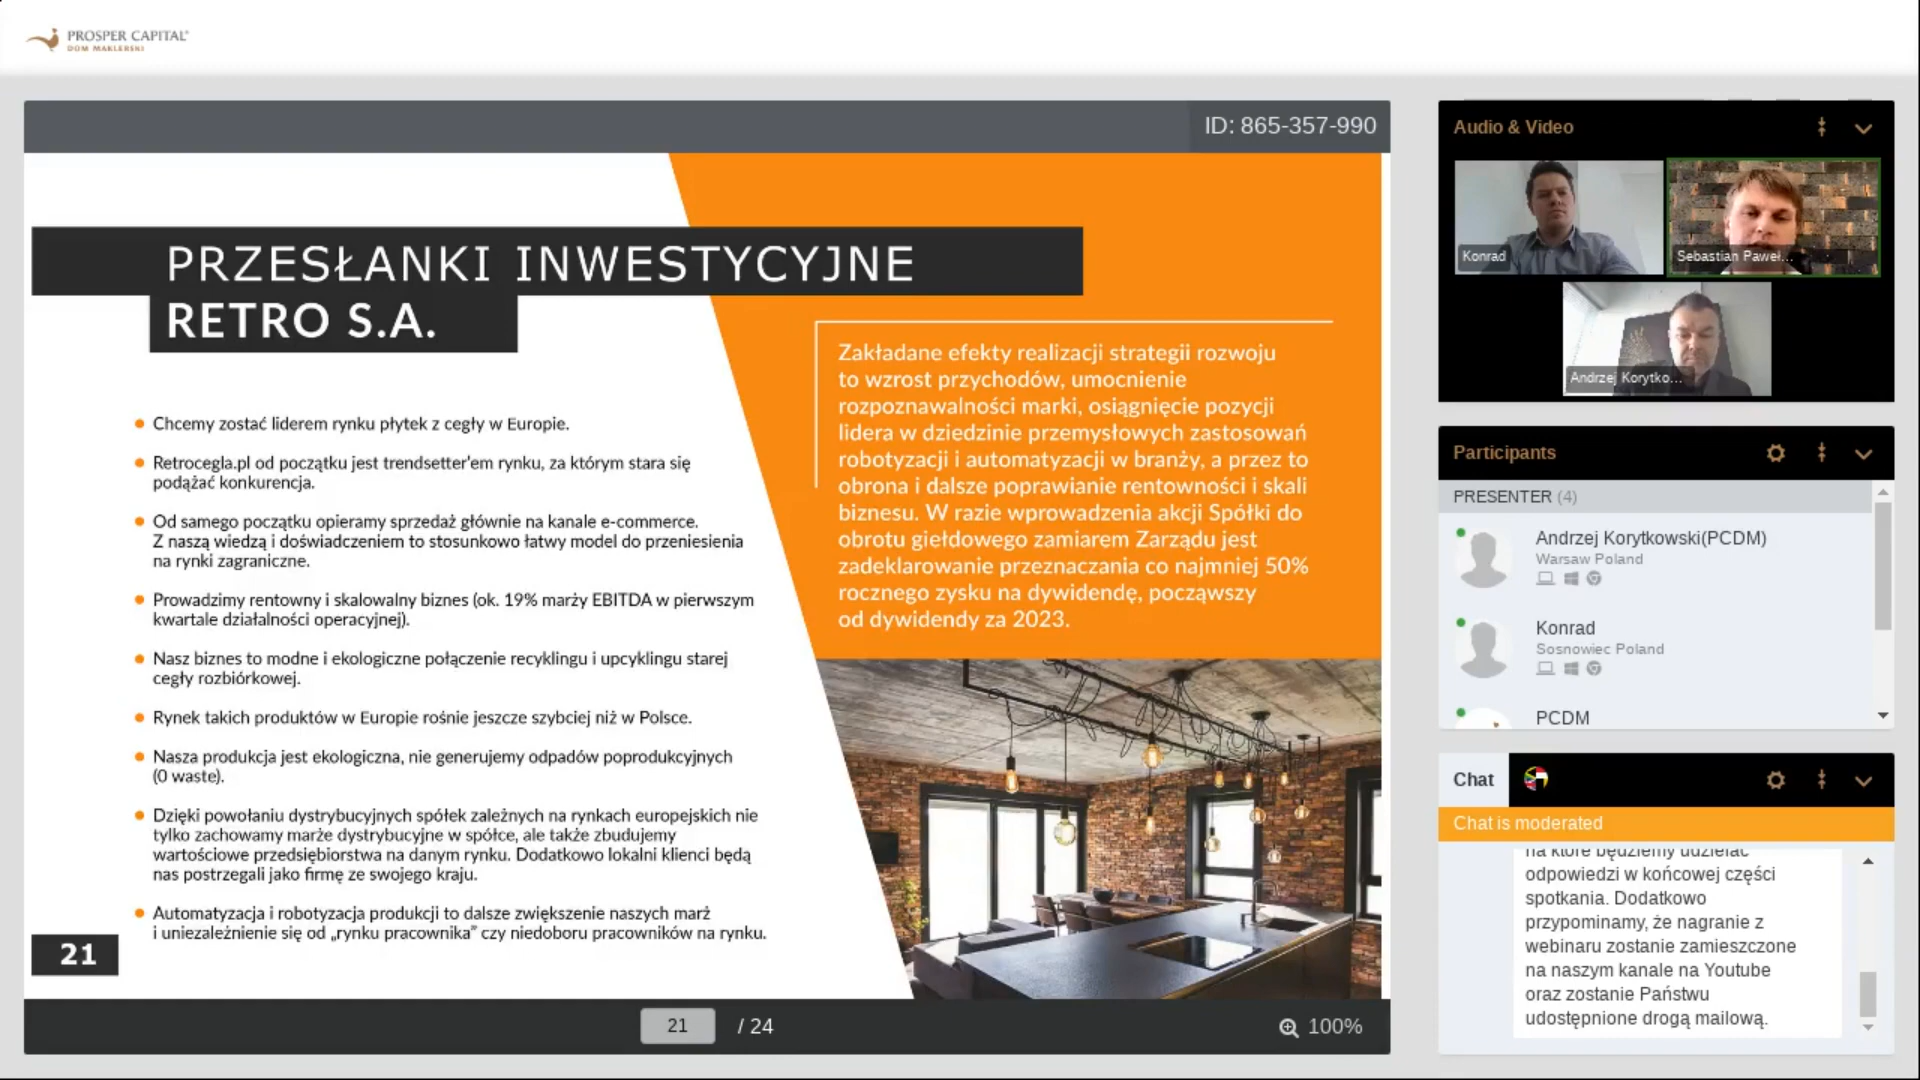 PROSPER CAPITAL
DOM MAKLERSKI
ID: 865-357-990
PRZESŁANKI INWESTYCYJNE
RETRO S.A.
Chcemy zostać liderem rynku płytek z cegły w Europie.
Retrocegla.pl od początku jest trendsetter'em rynku, za którym stara się
podążać konkurencja.
Od samego początku opieramy sprzedaż głównie na kanale e-commerce.
Z naszą wiedzą i doświadczeniem to stosunkowo łatwy model do przeniesienia
na rynki zagraniczne.
Prowadzimy rentowny i skalowalny biznes (ok. 19% marży EBITDA w pierwszym
kwartale działalności operacyjnej).
Nasz biznes to modne i ekologiczne połączenie recyklingu i upcyklingu starej
cegły rozbiórkowej.
Rynek takich produktów w Europie rośnie jeszcze szybciej niż w Polsce.
Nasza produkcja jest ekologiczna, nie generujemy odpadów poprodukcyjnych
(0 waste).
Dzięki powołaniu dystrybucyjnych spółek zależnych na rynkach europejskich nie
tylko zachowamy marże dystrybucyjne w spółce, ale także zbudujemy
wartościowe przedsiębiorstwa na danym rynku. Dodatkowo lokalni klienci będą
nas postrzegali jako firmę ze swojego kraju.
Automatyzacja i robotyzacja produkcji to dalsze zwiększenie naszych marż
i uniezależnienie się od „rynku pracownika” czy niedoboru pracowników na rynku.
Zakładane efekty realizacji strategii rozwoju
to wzrost przychodów, umocnienie
rozpoznawalności marki, osiągnięcie pozycji
lidera w dziedzinie przemysłowych zastosowań
robotyzacji i automatyzacji w branży, a przez to
obrona i dalsze poprawianie rentowności i skali
biznesu. W razie wprowadzenia akcji Spółki do
obrotu giełdowego zamiarem Zarządu jest
zadeklarowanie przeznaczania co najmniej 50%
rocznego zysku na dywidendę, począwszy
od dywidendy za 2023.
21
21 / 24
100%
Audio & Video
Konrad
Sebastian Paweł...
Andrzej Korytko...
Participants
PRESENTER (4)
Andrzej Korytkowski(PCDM)
Warsaw Poland
Konrad
Sosnowiec Poland
PCDM
Chat
Chat is moderated
na które będziemy udzielać
odpowiedzi w końcowej części
spotkania. Dodatkowo
przypominamy, że nagranie z
webinaru zostanie zamieszczone
na naszym kanale na Youtube
oraz zostanie Państwu
udostępnione drogą mailową.